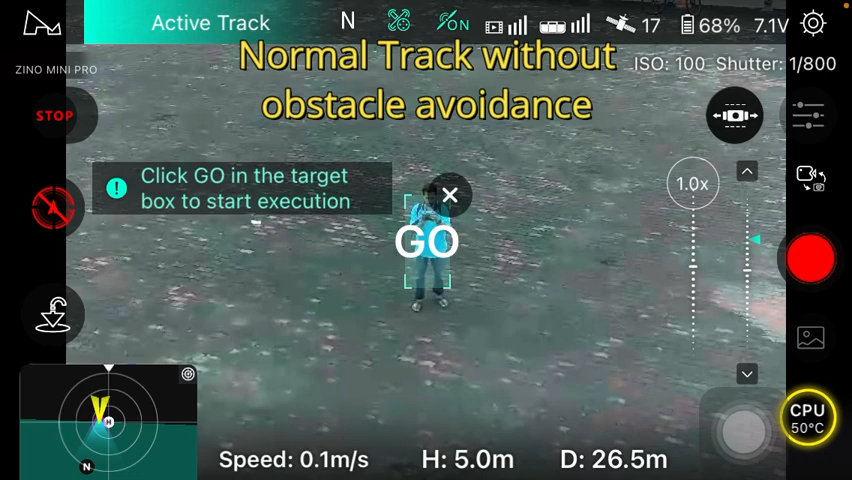 Active Track
N
ON
17
68%
7.1V
Normal Track without
obstacle avoidance
ZINO MINI PRO
ISO: 100 Shutter: 1/800
STOP
Click GO in the target
box to start execution
1.0x
GO
H
N
Speed: 0.1m/s
H: 5.0m
D: 26.5m
CPU
50°C